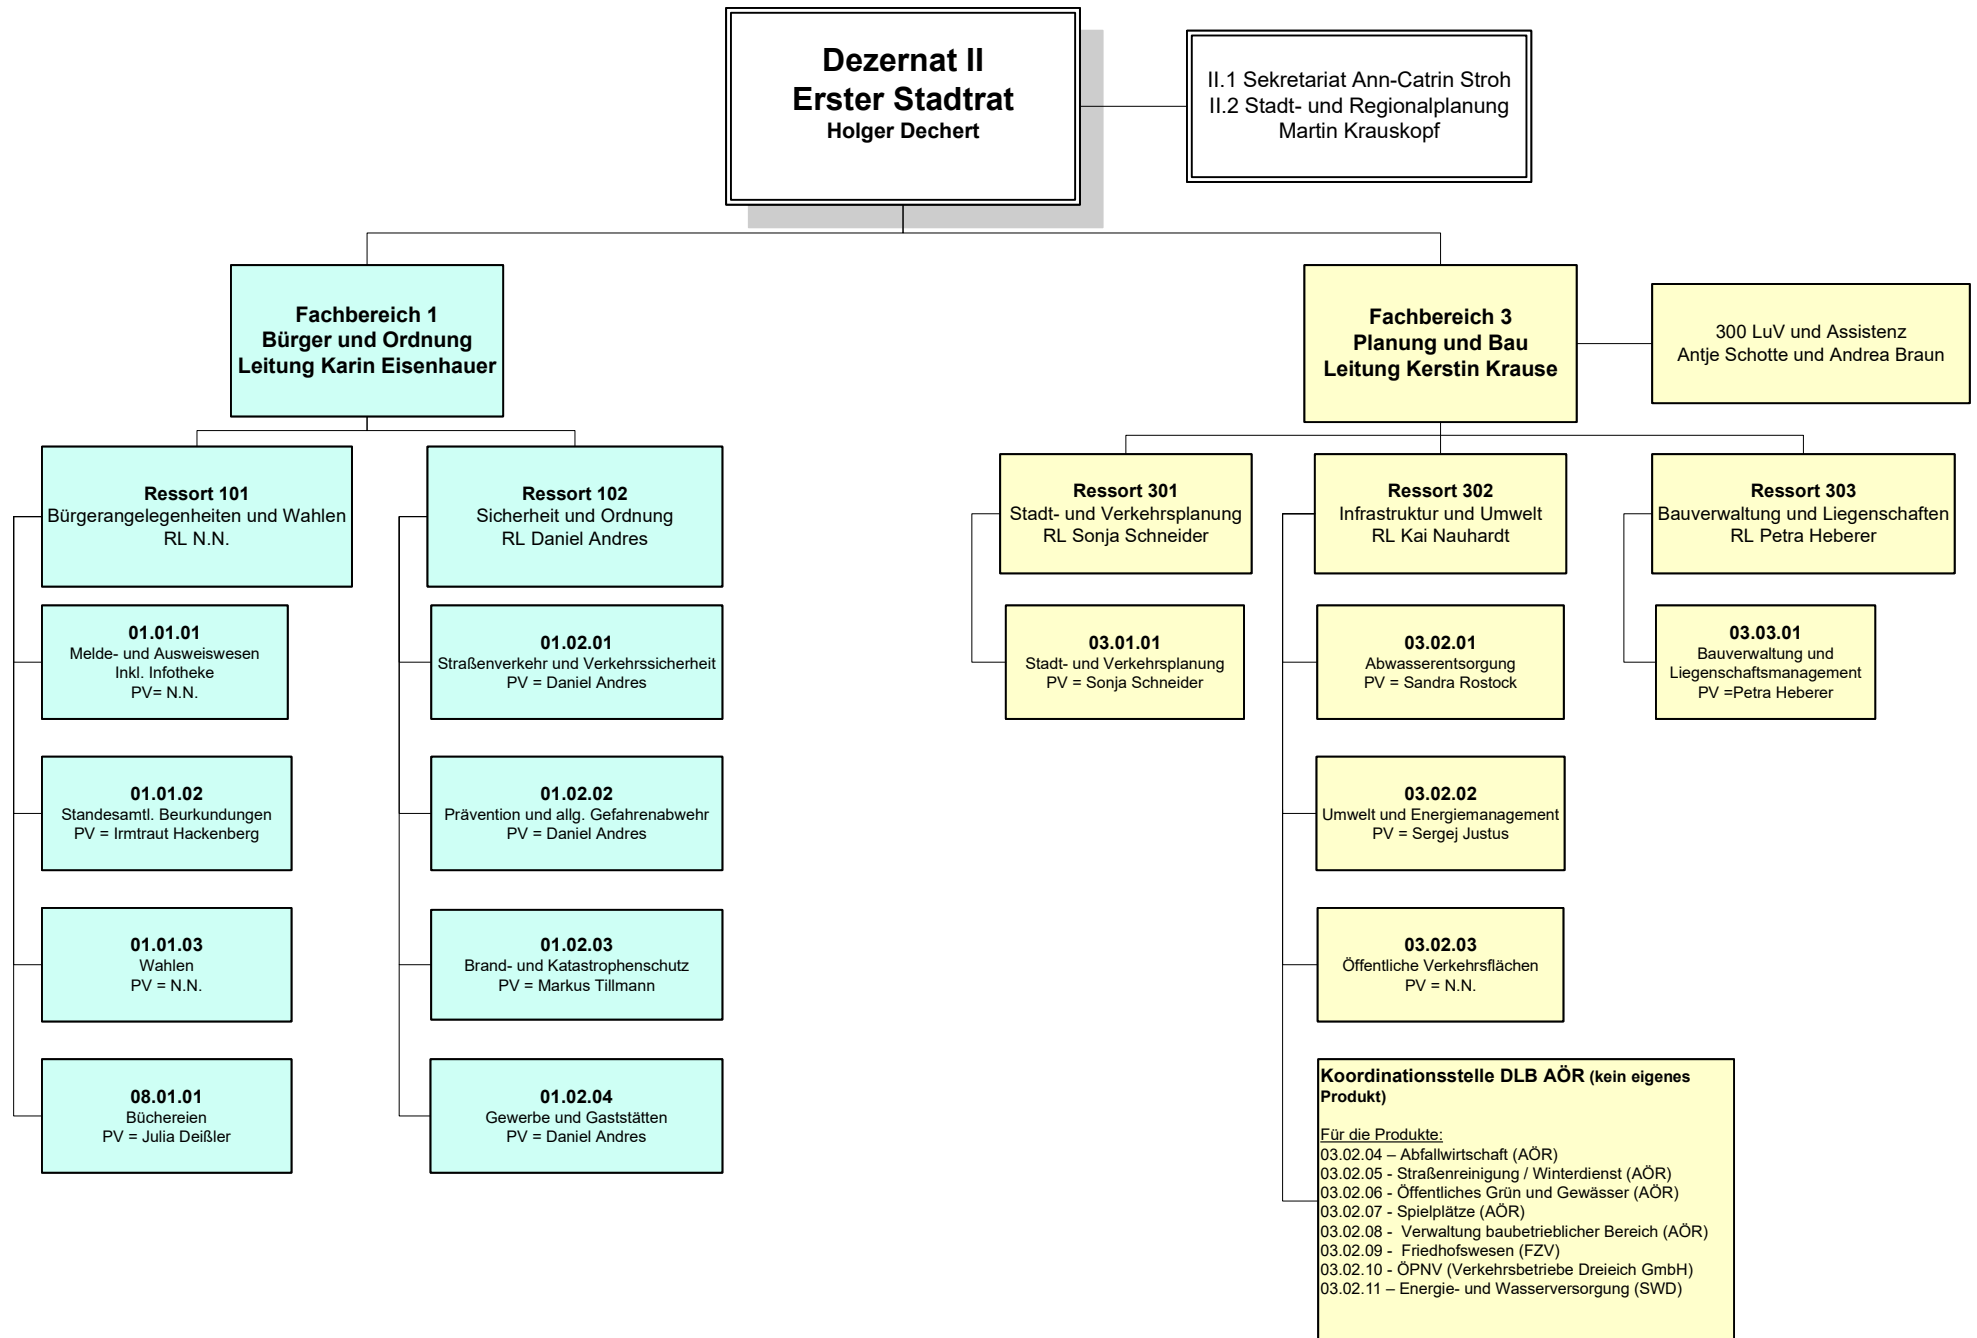 Dezernat II
Erster Stadtrat
Holger Dechert
II.1 Sekretariat Ann-Catrin Stroh
II.2 Stadt- und Regionalplanung
Martin Krauskopf
Fachbereich 1
Bürger und Ordnung
Leitung Karin Eisenhauer
Fachbereich 3
Planung und Bau
Leitung Kerstin Krause
300 LuV und Assistenz
Antje Schotte und Andrea Braun
Ressort 101
Bürgerangelegenheiten und Wahlen
RL N.N.
Ressort 102
Sicherheit und Ordnung
RL Daniel Andres
Ressort 301
Stadt- und Verkehrsplanung
RL Sonja Schneider
Ressort 302
Infrastruktur und Umwelt
RL Kai Nauhardt
Ressort 303
Bauverwaltung und Liegenschaften
RL Petra Heberer
01.01.01
Melde- und Ausweiswesen
Inkl. Infotheke
PV= N.N.
01.02.01
Straßenverkehr und Verkehrssicherheit
PV = Daniel Andres
03.01.01
Stadt- und Verkehrsplanung
PV = Sonja Schneider
03.02.01
Abwasserentsorgung
PV = Sandra Rostock
03.03.01
Bauverwaltung und
Liegenschaftsmanagement
PV =Petra Heberer
01.01.02
Standesamtl. Beurkundungen
PV = Irmtraut Hackenberg
01.02.02
Prävention und allg. Gefahrenabwehr
PV = Daniel Andres
03.02.02
Umwelt und Energiemanagement
PV = Sergej Justus
01.01.03
Wahlen
PV = N.N.
01.02.03
Brand- und Katastrophenschutz
PV = Markus Tillmann
03.02.03
Öffentliche Verkehrsflächen
PV = N.N.
08.01.01
Büchereien
PV = Julia Deißler
01.02.04
Gewerbe und Gaststätten
PV = Daniel Andres
Koordinationsstelle DLB AÖR (kein eigenes
Produkt)
Für die Produkte:
03.02.04 – Abfallwirtschaft (AÖR)
03.02.05 - Straßenreinigung / Winterdienst (AÖR)
03.02.06 - Öffentliches Grün und Gewässer (AÖR)
03.02.07 - Spielplätze (AÖR)
03.02.08 - Verwaltung baubetrieblicher Bereich (AÖR)
03.02.09 - Friedhofswesen (FZV)
03.02.10 - ÖPNV (Verkehrsbetriebe Dreieich GmbH)
03.02.11 – Energie- und Wasserversorgung (SWD)